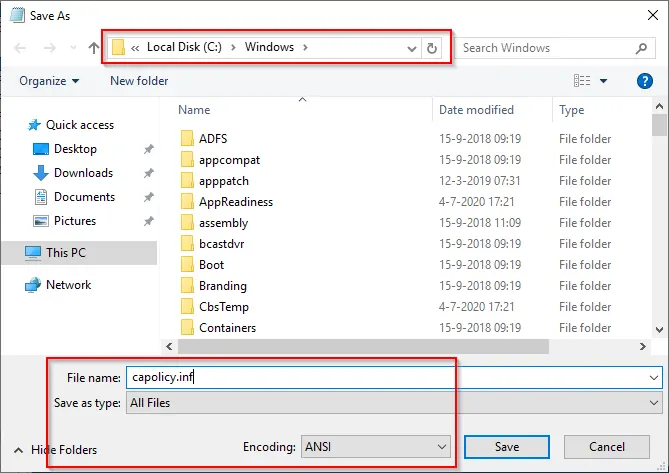 Save As
« Local Disk (C:) > Windows >
Search Windows
Organize
New folder
Name Date modified Type
Quick access
Desktop
Downloads
Documents
Pictures
This PC
Network
ADFS 15-9-2018 09:19 File folder
appcompat 15-9-2018 09:19 File folder
apppatch 12-3-2019 07:31 File folder
AppReadiness 4-7-2020 17:21 File folder
assembly 15-9-2018 11:09 File folder
bcastdvr 15-9-2018 09:19 File folder
Boot 15-9-2018 09:19 File folder
Branding 15-9-2018 09:19 File folder
CbsTemp 4-7-2020 17:21 File folder
Containers 15-9-2018 09:19 File folder
File name: capolicy.inf
Save as type: All Files
Hide Folders
Encoding: ANSI
Save
Cancel